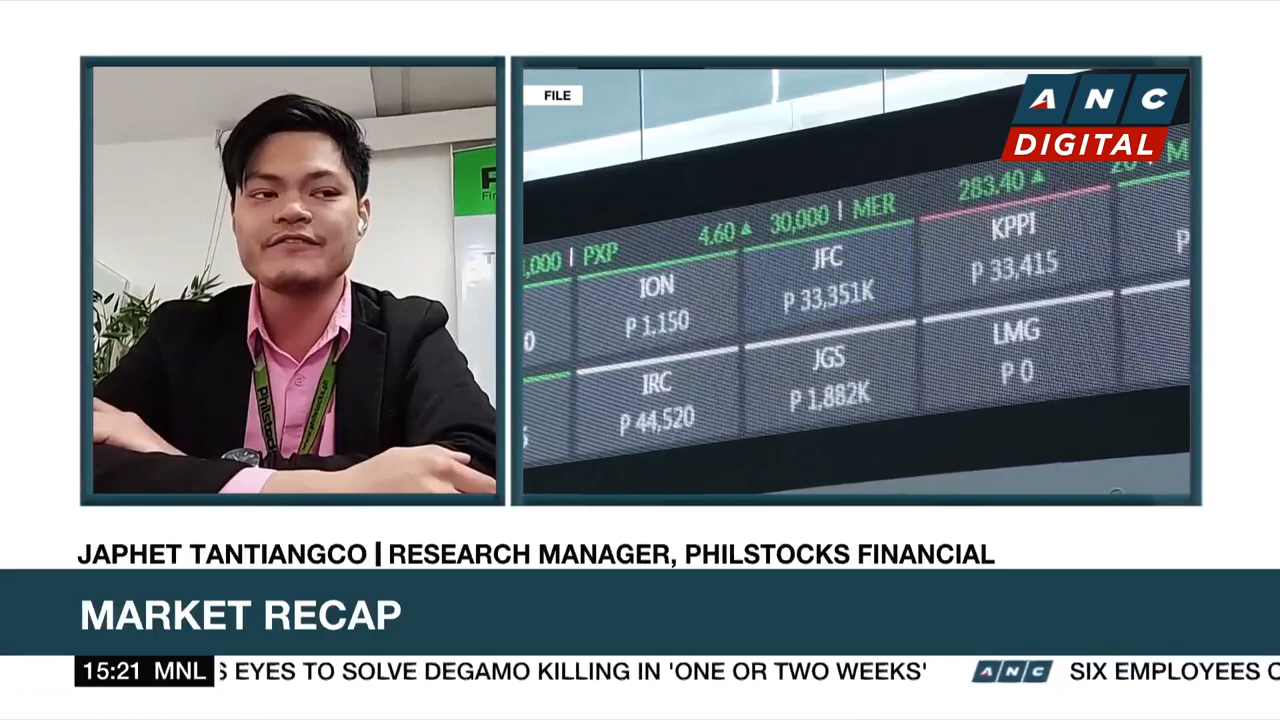 FILE
ANC
DIGITAL
,000 | PXP 4.60 ▲ 30,000 | MER 283.40 ▲
ION
P 1,150
JFC
P 33,351K
KPPI
P 33,415
IRC
P 44,520
JGS
P 1,882K
LMG
P 0
JAPHET TANTIANGCO | RESEARCH MANAGER, PHILSTOCKS FINANCIAL
MARKET RECAP
15:21 MNL S EYES TO SOLVE DEGAMO KILLING IN 'ONE OR TWO WEEKS' ANC SIX EMPLOYEES